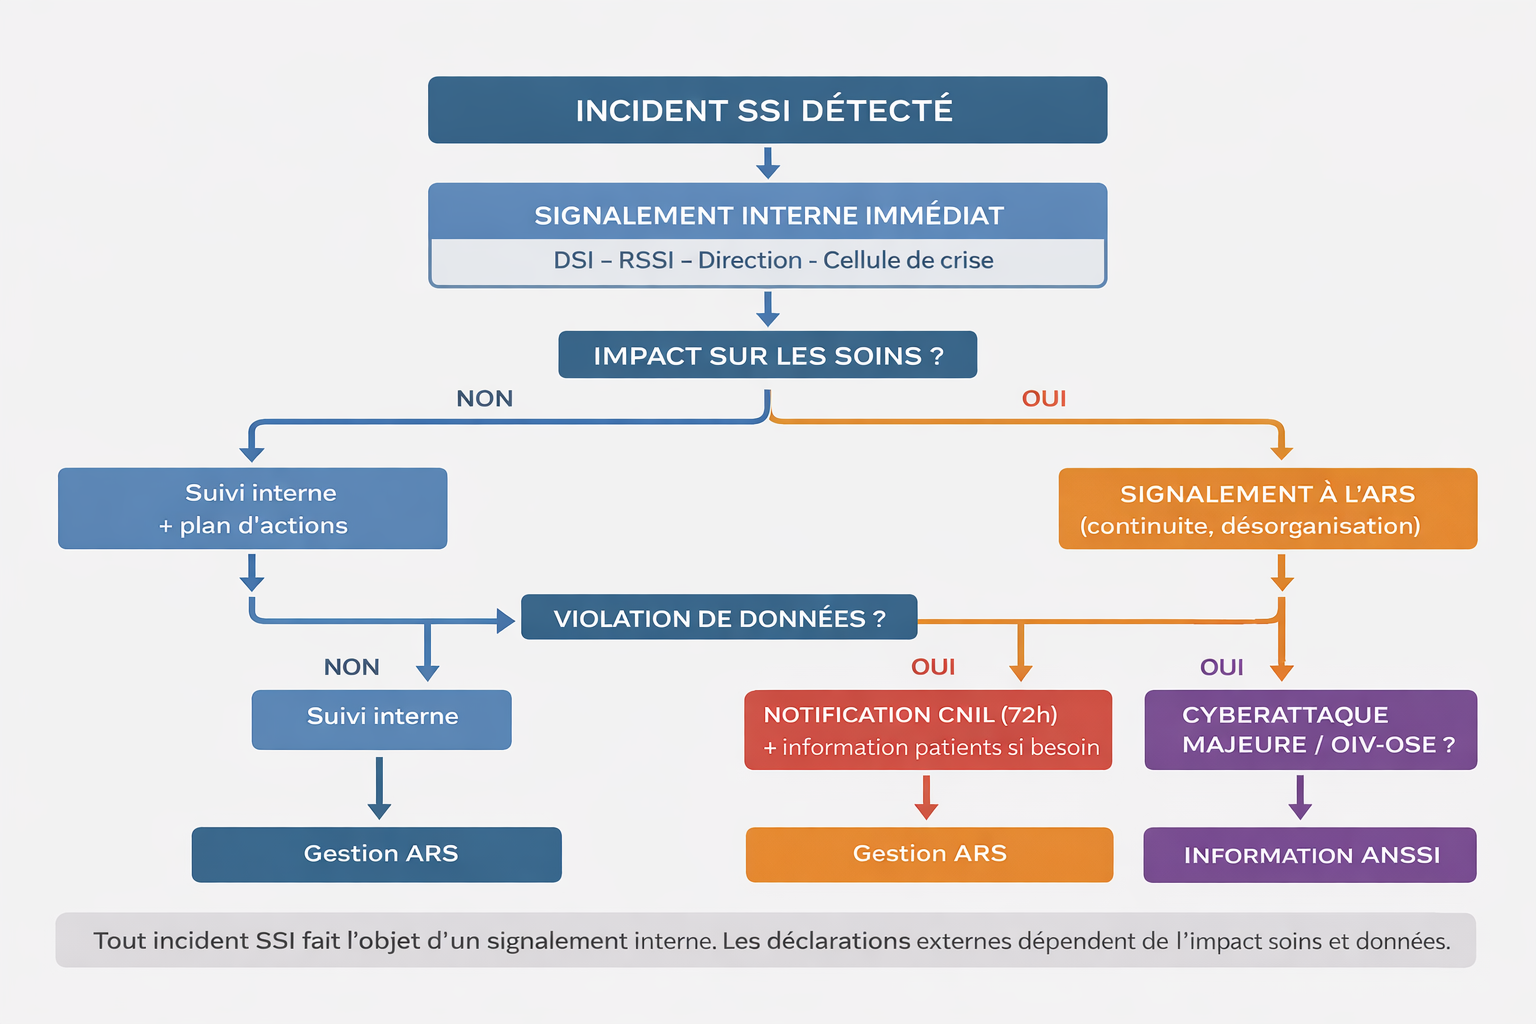 INCIDENT SSI DÉTECTÉ
SIGNALEMENT INTERNE IMMÉDIAT
DSI – RSSI – Direction - Cellule de crise
IMPACT SUR LES SOINS ?
NON
OUI
Suivi interne
+ plan d'actions
SIGNALEMENT À L’ARS
(continuite, désorganisation)
VIOLATION DE DONNÉES ?
NON
OUI
OUI
Suivi interne
NOTIFICATION CNIL (72h)
+ information patients si besoin
CYBERATTAQUE
MAJEURE / OIV-OSE ?
Gestion ARS
Gestion ARS
INFORMATION ANSSI
Tout incident SSI fait l’objet d’un signalement interne. Les déclarations externes dépendent de l’impact soins et données.